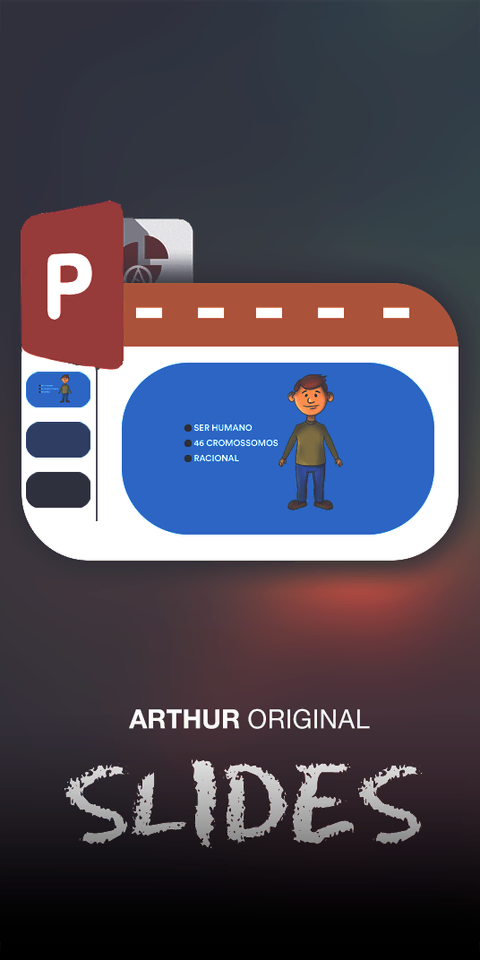 P
SER HUMANO
46 CROMOSSOMOS
RACIONAL
ARTHUR ORIGINAL
SLIDES